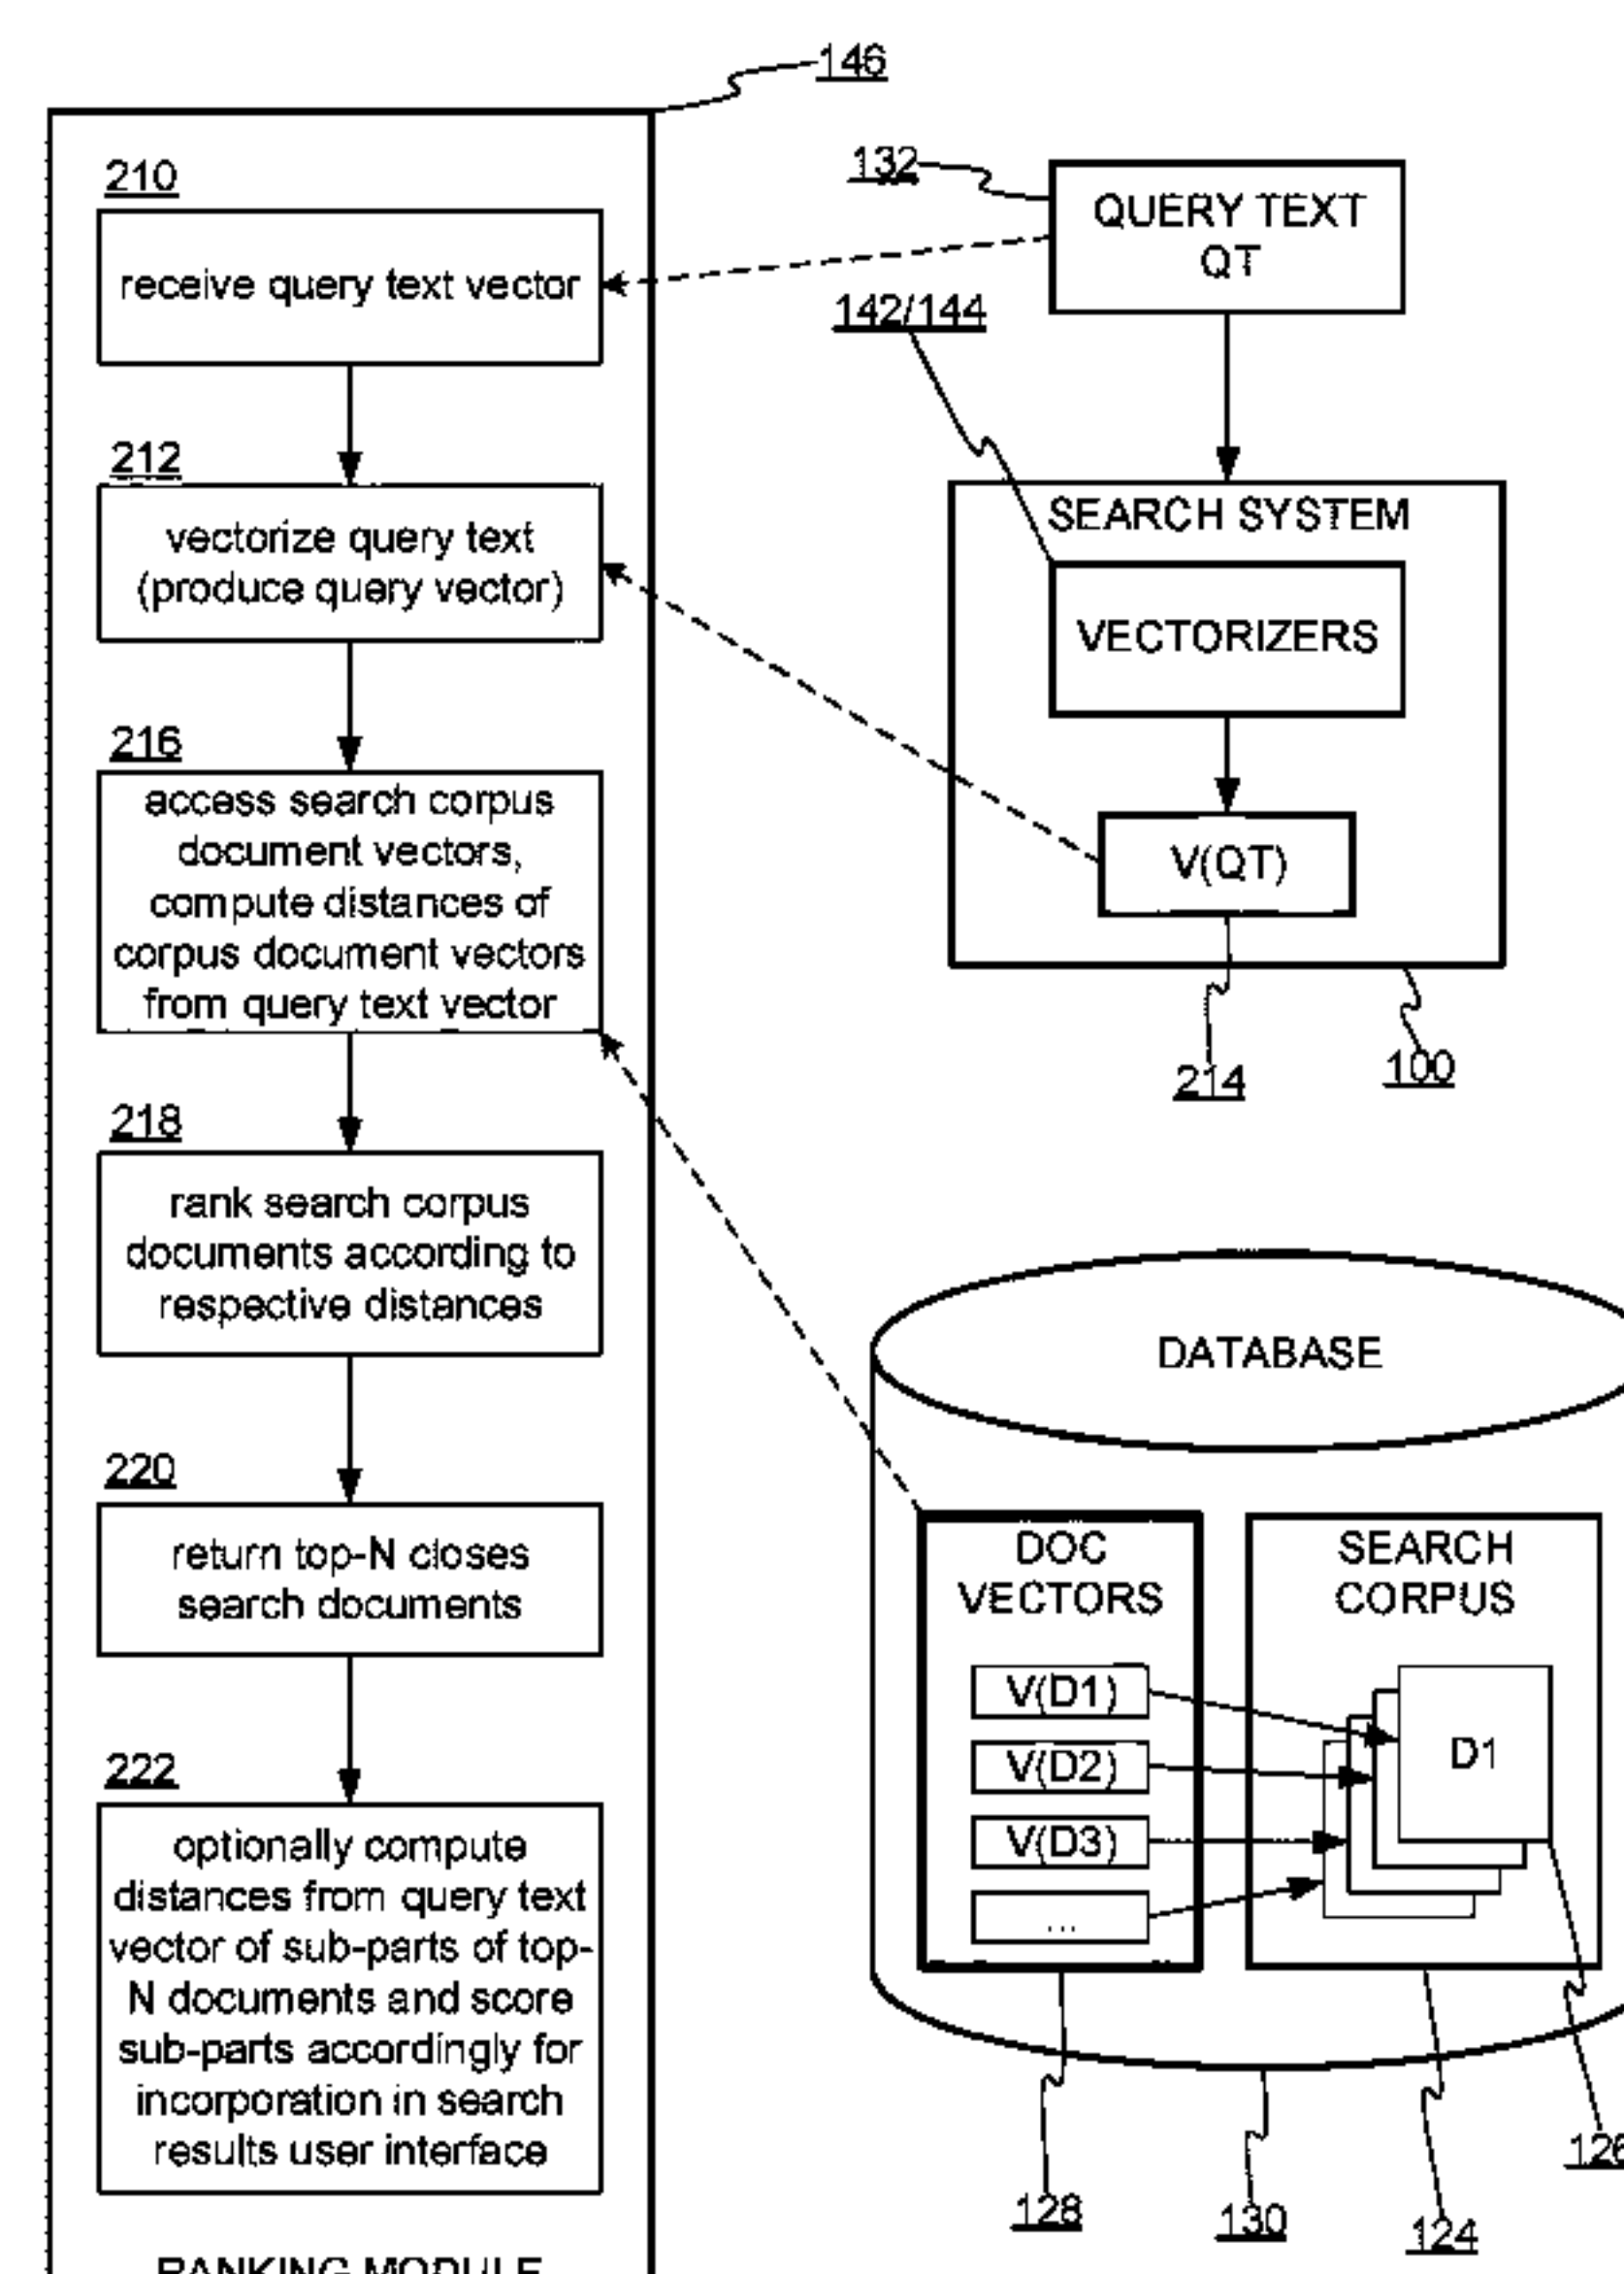 146
210
receive query text vector
212
vectorize query text
(produce query vector)
216
access search corpus
document vectors,
compute distances of
corpus document vectors
from query text vector
218
rank search corpus
documents according to
respective distances
220
return top-N closes
search documents
222
optionally compute
distances from query text
vector of sub-parts of top-
N documents and score
sub-parts accordingly for
incorporation in search
results user interface
RANKING MODULE
132
QUERY TEXT
QT
142/144
SEARCH SYSTEM
VECTORIZERS
V(QT)
214
100
DATABASE
DOC
VECTORS
V(D1)
V(D2)
V(D3)
...
SEARCH
CORPUS
D1
128
130
124
126